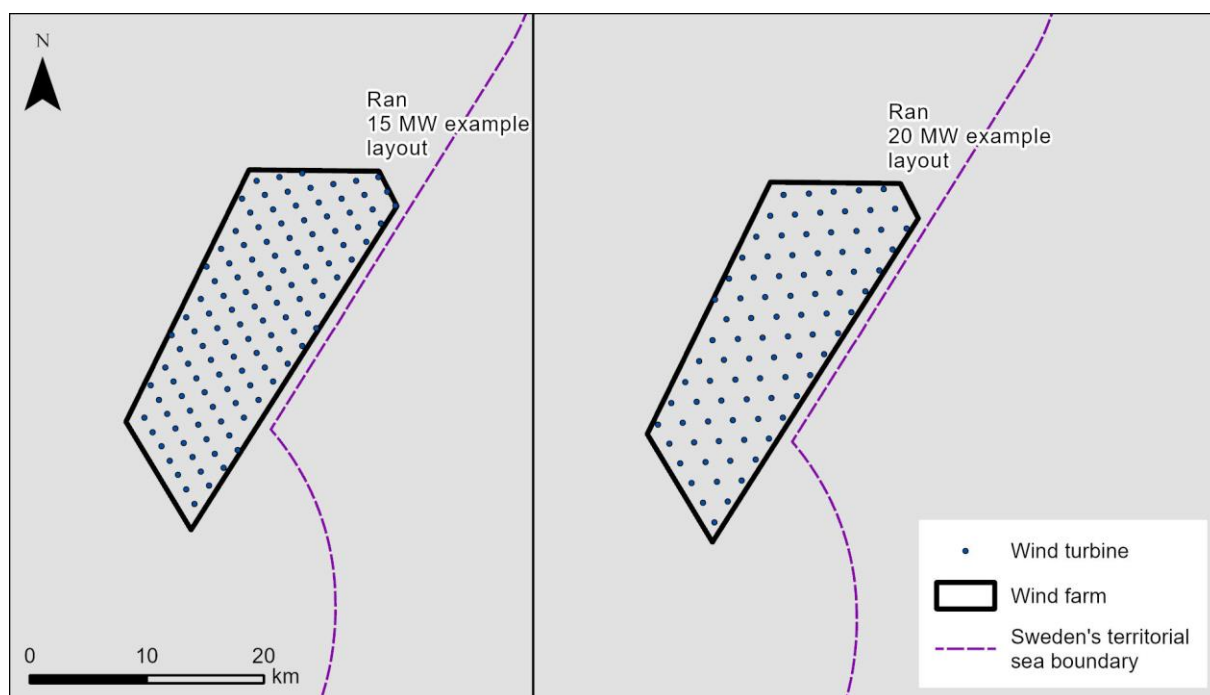 N
Ran
15 MW example
layout
Ran
20 MW example
layout
Wind turbine
Wind farm
Sweden's territorial
sea boundary
0 10 20
km